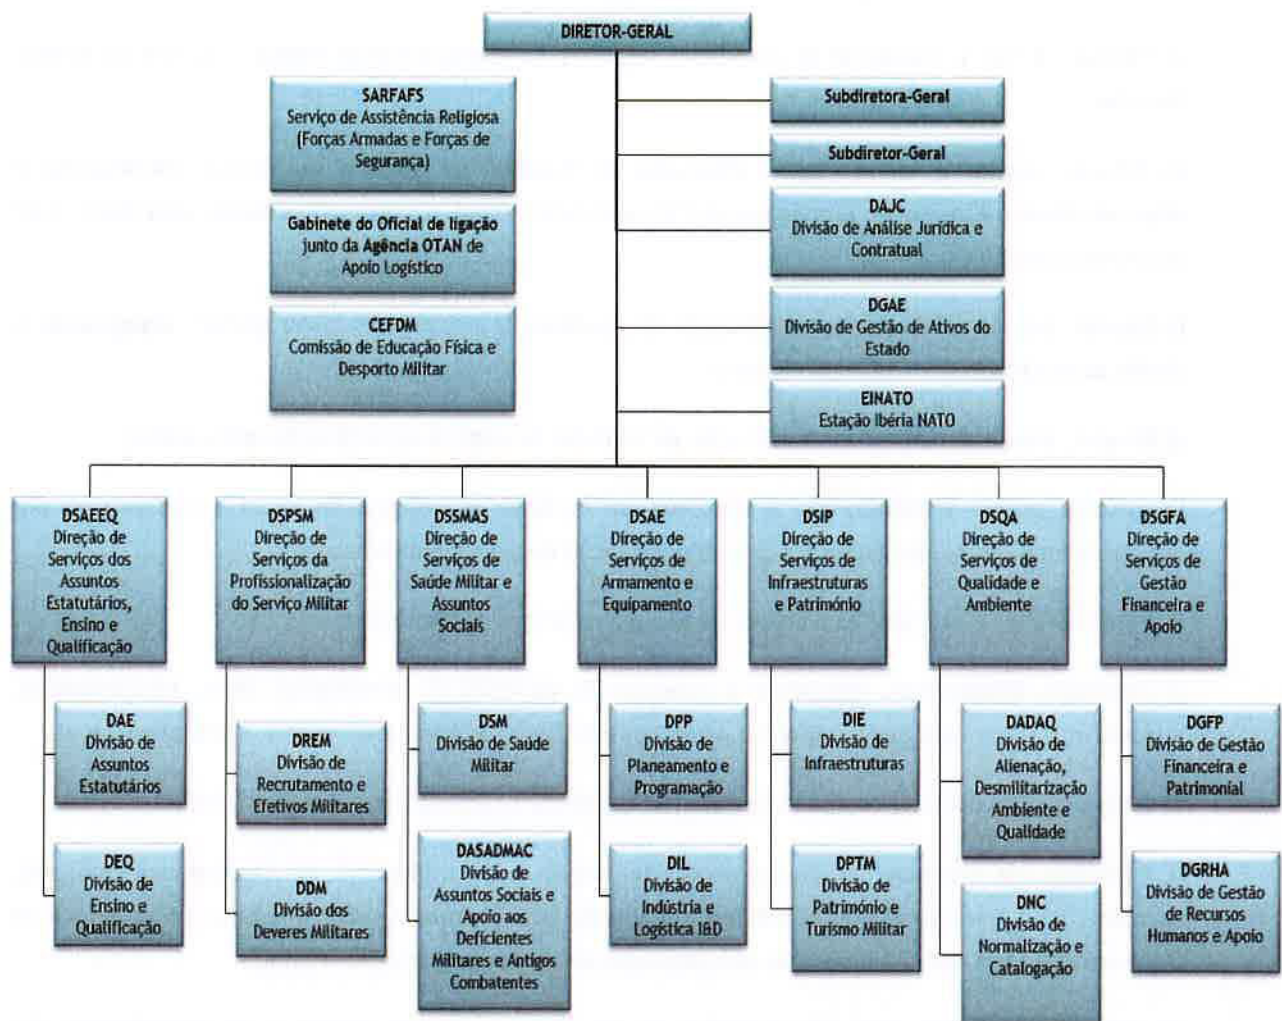 DIRETOR-GERAL
SARFAFS
Serviço de Assistência Religiosa
(Forças Armadas e Forças de
Segurança)
Gabinete do Oficial de ligação
junto da Agência OTAN de
Apoio Logístico
CEFDM
Comissão de Educação Física e
Desporto Militar
Subdiretora-Geral
Subdiretor-Geral
DAJC
Divisão de Análise Jurídica e
Contratual
DGAE
Divisão de Gestão de Ativos do
Estado
EINATO
Estação Ibéria NATO
DSAEEQ
Direção de
Serviços dos
Assuntos
Estatutários,
Ensino e
Qualificação
DSPSM
Direção de
Serviços da
Profissionalização
do Serviço Militar
DSSMAS
Direção de
Serviços de
Saúde Militar e
Assuntos
Sociais
DSAE
Direção de
Serviços de
Armamento e
Equipamento
DSIP
Direção de
Serviços de
Infraestruturas
e Património
DSQA
Direção de
Serviços de
Qualidade e
Ambiente
DSGFA
Direção de
Serviços de
Gestão
Financeira e
Apoio
DAE
Divisão de
Assuntos
Estatutários
DEQ
Divisão de
Ensino e
Qualificação
DREM
Divisão de
Recrutamento e
Efetivos Militares
DDM
Divisão dos
Deveres Militares
DSM
Divisão de Saúde
Militar
DASADMAC
Divisão de
Assuntos Sociais e
Apoio aos
Deficientes
Militares e Antigos
Combatentes
DPP
Divisão de
Planeamento e
Programação
DIL
Divisão de
Indústria e
Logística I&D
DIE
Divisão de
Infraestruturas
DPTM
Divisão de
Património e
Turismo Militar
DADAQ
Divisão de
Alienação,
Desmilitarização
Ambiente e
Qualidade
DNC
Divisão de
Normalização e
Catalogação
DGFP
Divisão de Gestão
Financeira e
Patrimonial
DGRHA
Divisão de Gestão
de Recursos
Humanos e Apoio